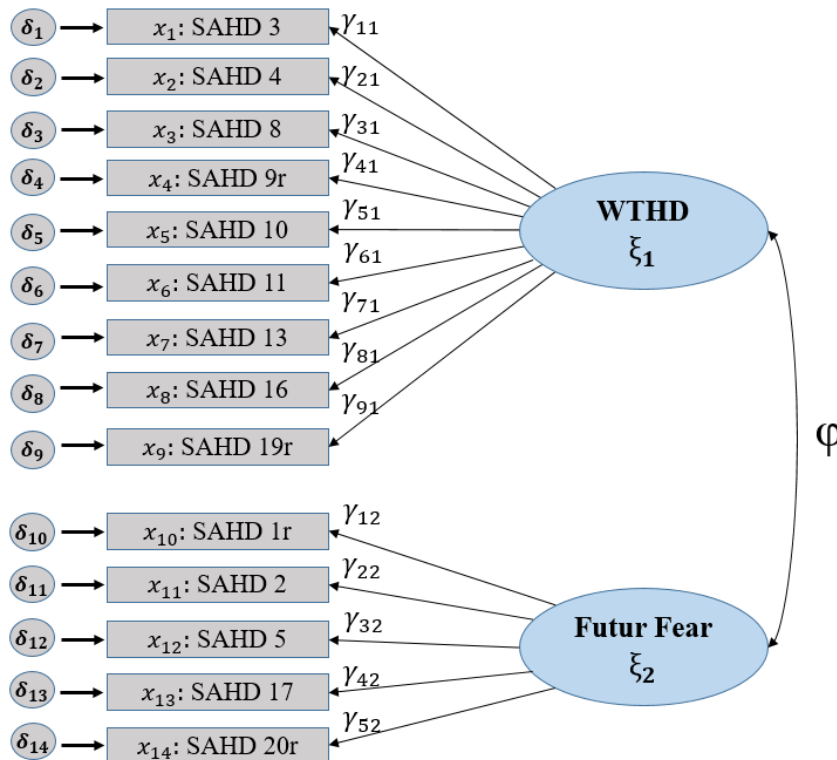 δ₁ x₁: SAHD 3 γ₁₁
δ₂ x₂: SAHD 4 γ₂₁
δ₃ x₃: SAHD 8 γ₃₁
δ₄ x₄: SAHD 9r γ₄₁
δ₅ x₅: SAHD 10 γ₅₁
δ₆ x₆: SAHD 11 γ₆₁
δ₇ x₇: SAHD 13 γ₇₁
δ₈ x₈: SAHD 16 γ₈₁
δ₉ x₉: SAHD 19r γ₉₁
WTHD
ξ₁
φ
δ₁₀ x₁₀: SAHD 1r γ₁₂
δ₁₁ x₁₁: SAHD 2 γ₂₂
δ₁₂ x₁₂: SAHD 5 γ₃₂
δ₁₃ x₁₃: SAHD 17 γ₄₂
δ₁₄ x₁₄: SAHD 20r γ₅₂
Futur Fear
ξ₂